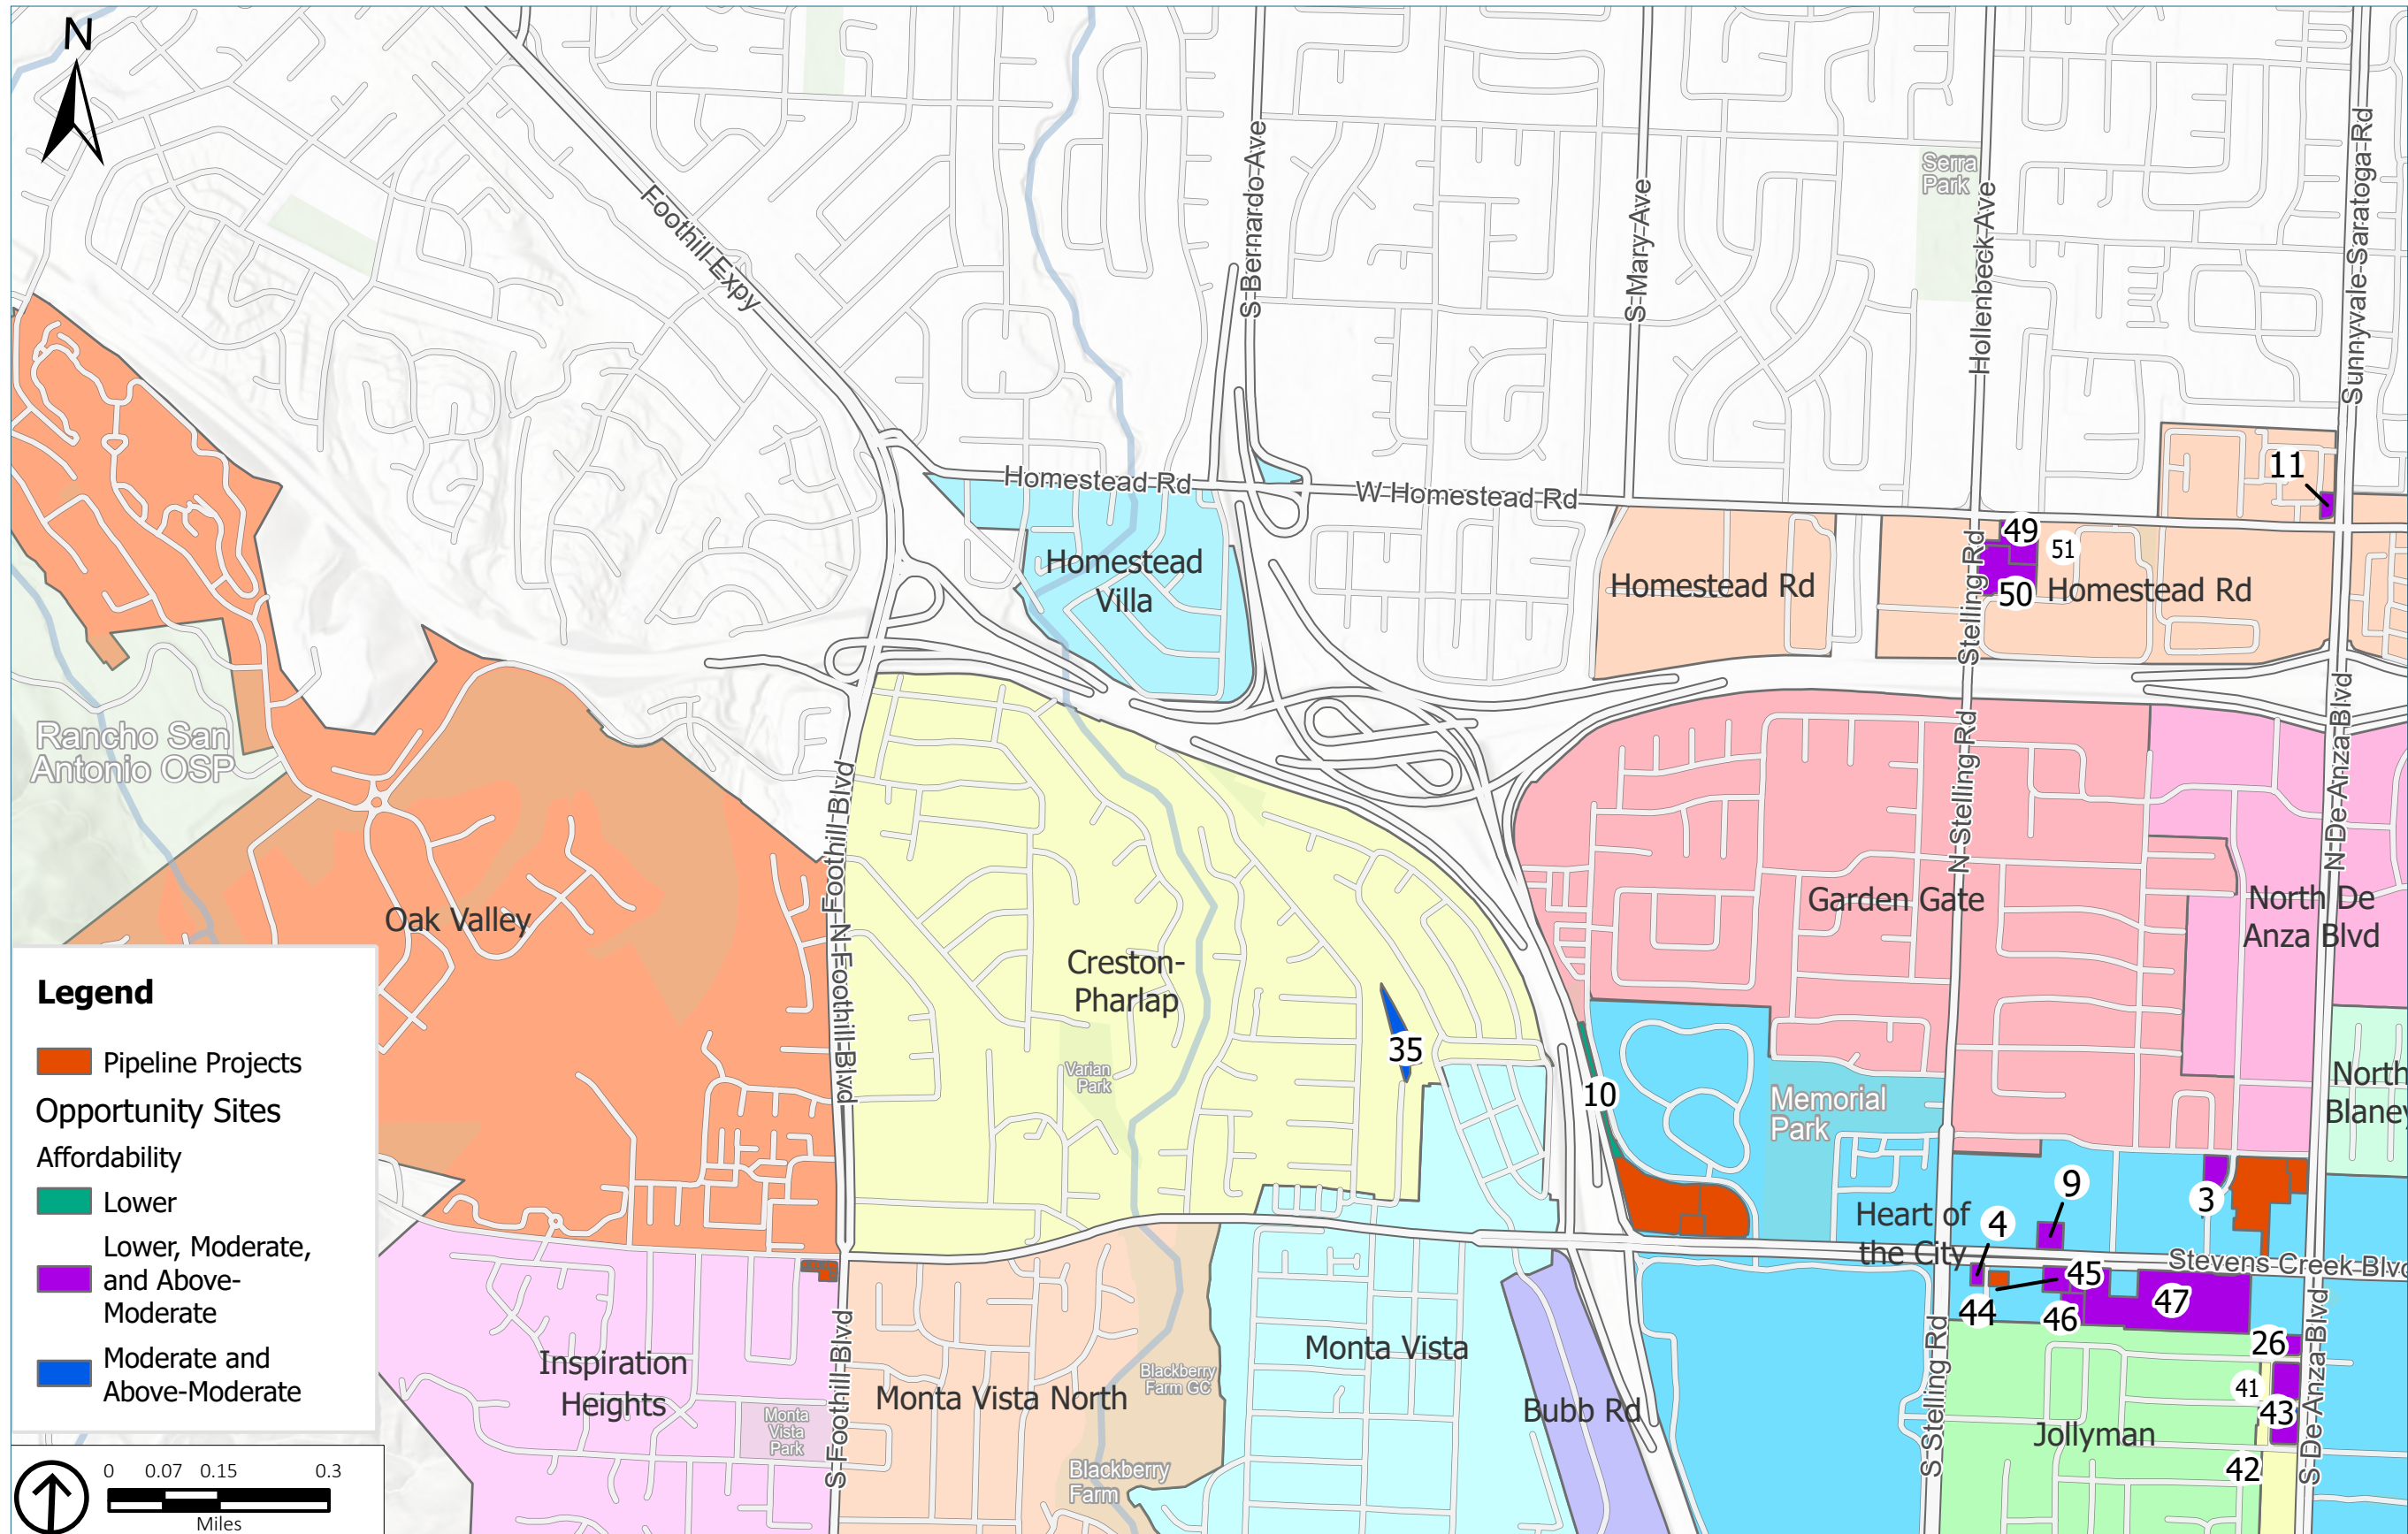 N
Foothill Expy
S Bernardo Ave
S Mary Ave
Serra
Park
Hollenbeck Ave
Sunnyvale-Saratoga Rd
Homestead Rd
W Homestead Rd
11
49
51
50
Homestead
Villa
Homestead Rd
Homestead Rd
N Stelling Rd
Rancho San
Antonio OSP
N Foothill Blvd
N Stelling Rd
N De Anza Blvd
Oak Valley
Garden Gate
North De
Anza Blvd
Creston-
Pharlap
N Foothill Blvd
35
Varian
Park
10
Memorial
Park
North
Blaney
9
3
4
Heart of
the City
Stevens Creek Blvd
45
44
46
47
26
41
43
42
Inspiration
Heights
Monta
Vista
Park
S Foothill Blvd
Monta Vista North
Blackberry
Farm GC
Blackberry
Farm
Monta Vista
Bubb Rd
S Stelling Rd
Jollyman
S De Anza Blvd
Legend
Pipeline Projects
Opportunity Sites
Affordability
Lower
Lower, Moderate,
and Above-
Moderate
Moderate and
Above-Moderate
0 0.07 0.15 0.3
Miles